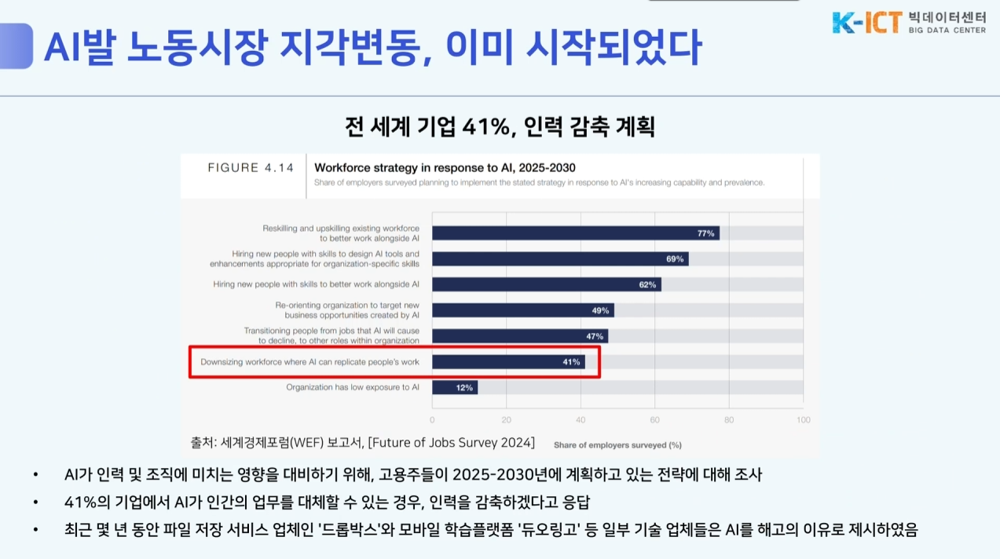 K-ICT 빅데이터센터
BIG DATA CENTER
AI발 노동시장 지각변동, 이미 시작되었다
전 세계 기업 41%, 인력 감축 계획
FIGURE 4.14
Workforce strategy in response to AI, 2025-2030
Share of employers surveyed planning to implement the stated strategy in response to AI's increasing capability and prevalence.
Reskilling and upskilling existing workforce
to better work alongside AI
77%
Hiring new people with skills to design AI tools and
enhancements appropriate for organization-specific skills
69%
Hiring new people with skills to better work alongside AI
62%
Re-orienting organization to target new
business opportunities created by AI
49%
Transitioning people from jobs that AI will cause
to decline, to other roles within organization
47%
Downsizing workforce where AI can replicate people's work
41%
Organization has low exposure to AI
12%
0 20 40 60 80 100
출처: 세계경제포럼(WEF) 보고서, [Future of Jobs Survey 2024]
Share of employers surveyed (%)
• AI가 인력 및 조직에 미치는 영향을 대비하기 위해, 고용주들이 2025-2030년에 계획하고 있는 전략에 대해 조사
• 41%의 기업에서 AI가 인간의 업무를 대체할 수 있는 경우, 인력을 감축하겠다고 응답
• 최근 몇 년 동안 파일 저장 서비스 업체인 '드롭박스'와 모바일 학습플랫폼 '듀오링고' 등 일부 기술 업체들은 AI를 해고의 이유로 제시하였음